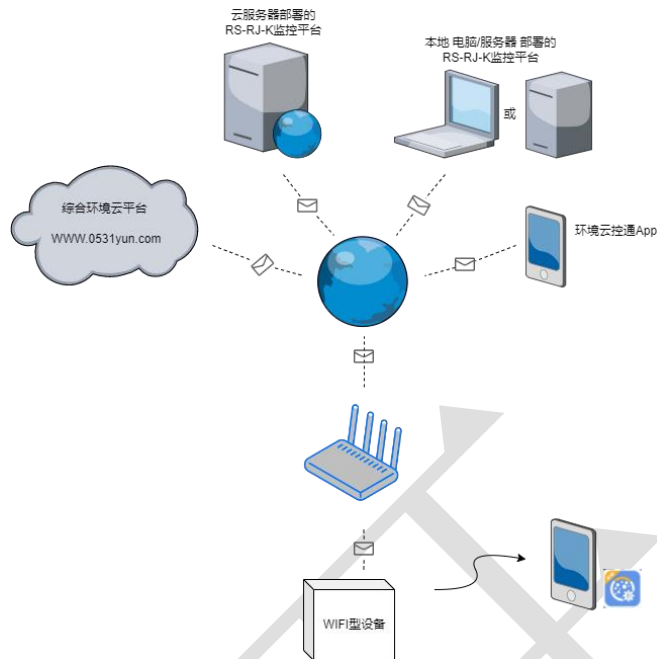 云服务器部署的
RS-RJ-K监控平台
本地 电脑/服务器 部署的
RS-RJ-K监控平台
或
综合环境云平台
WWW.0531yun.com
环境云控通App
WIFI型设备